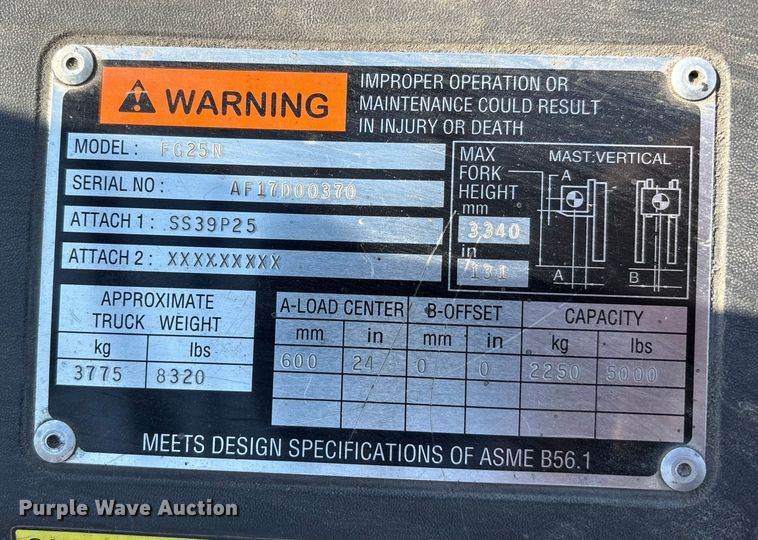 WARNING
IMPROPER OPERATION OR
MAINTENANCE COULD RESULT
IN INJURY OR DEATH
MODEL : FG25N
SERIAL NO : AF17D00370
ATTACH 1 : SS39P25
ATTACH 2 : XXXXXXXXX
MAX
FORK
HEIGHT
mm
3340
in
131
MAST:VERTICAL
A
A
B
APPROXIMATE
TRUCK WEIGHT
kg lbs
3775 8320
A-LOAD CENTER B-OFFSET CAPACITY
mm in mm in kg lbs
600 24 0 0 2250 5000
MEETS DESIGN SPECIFICATIONS OF ASME B56.1
Purple Wave Auction